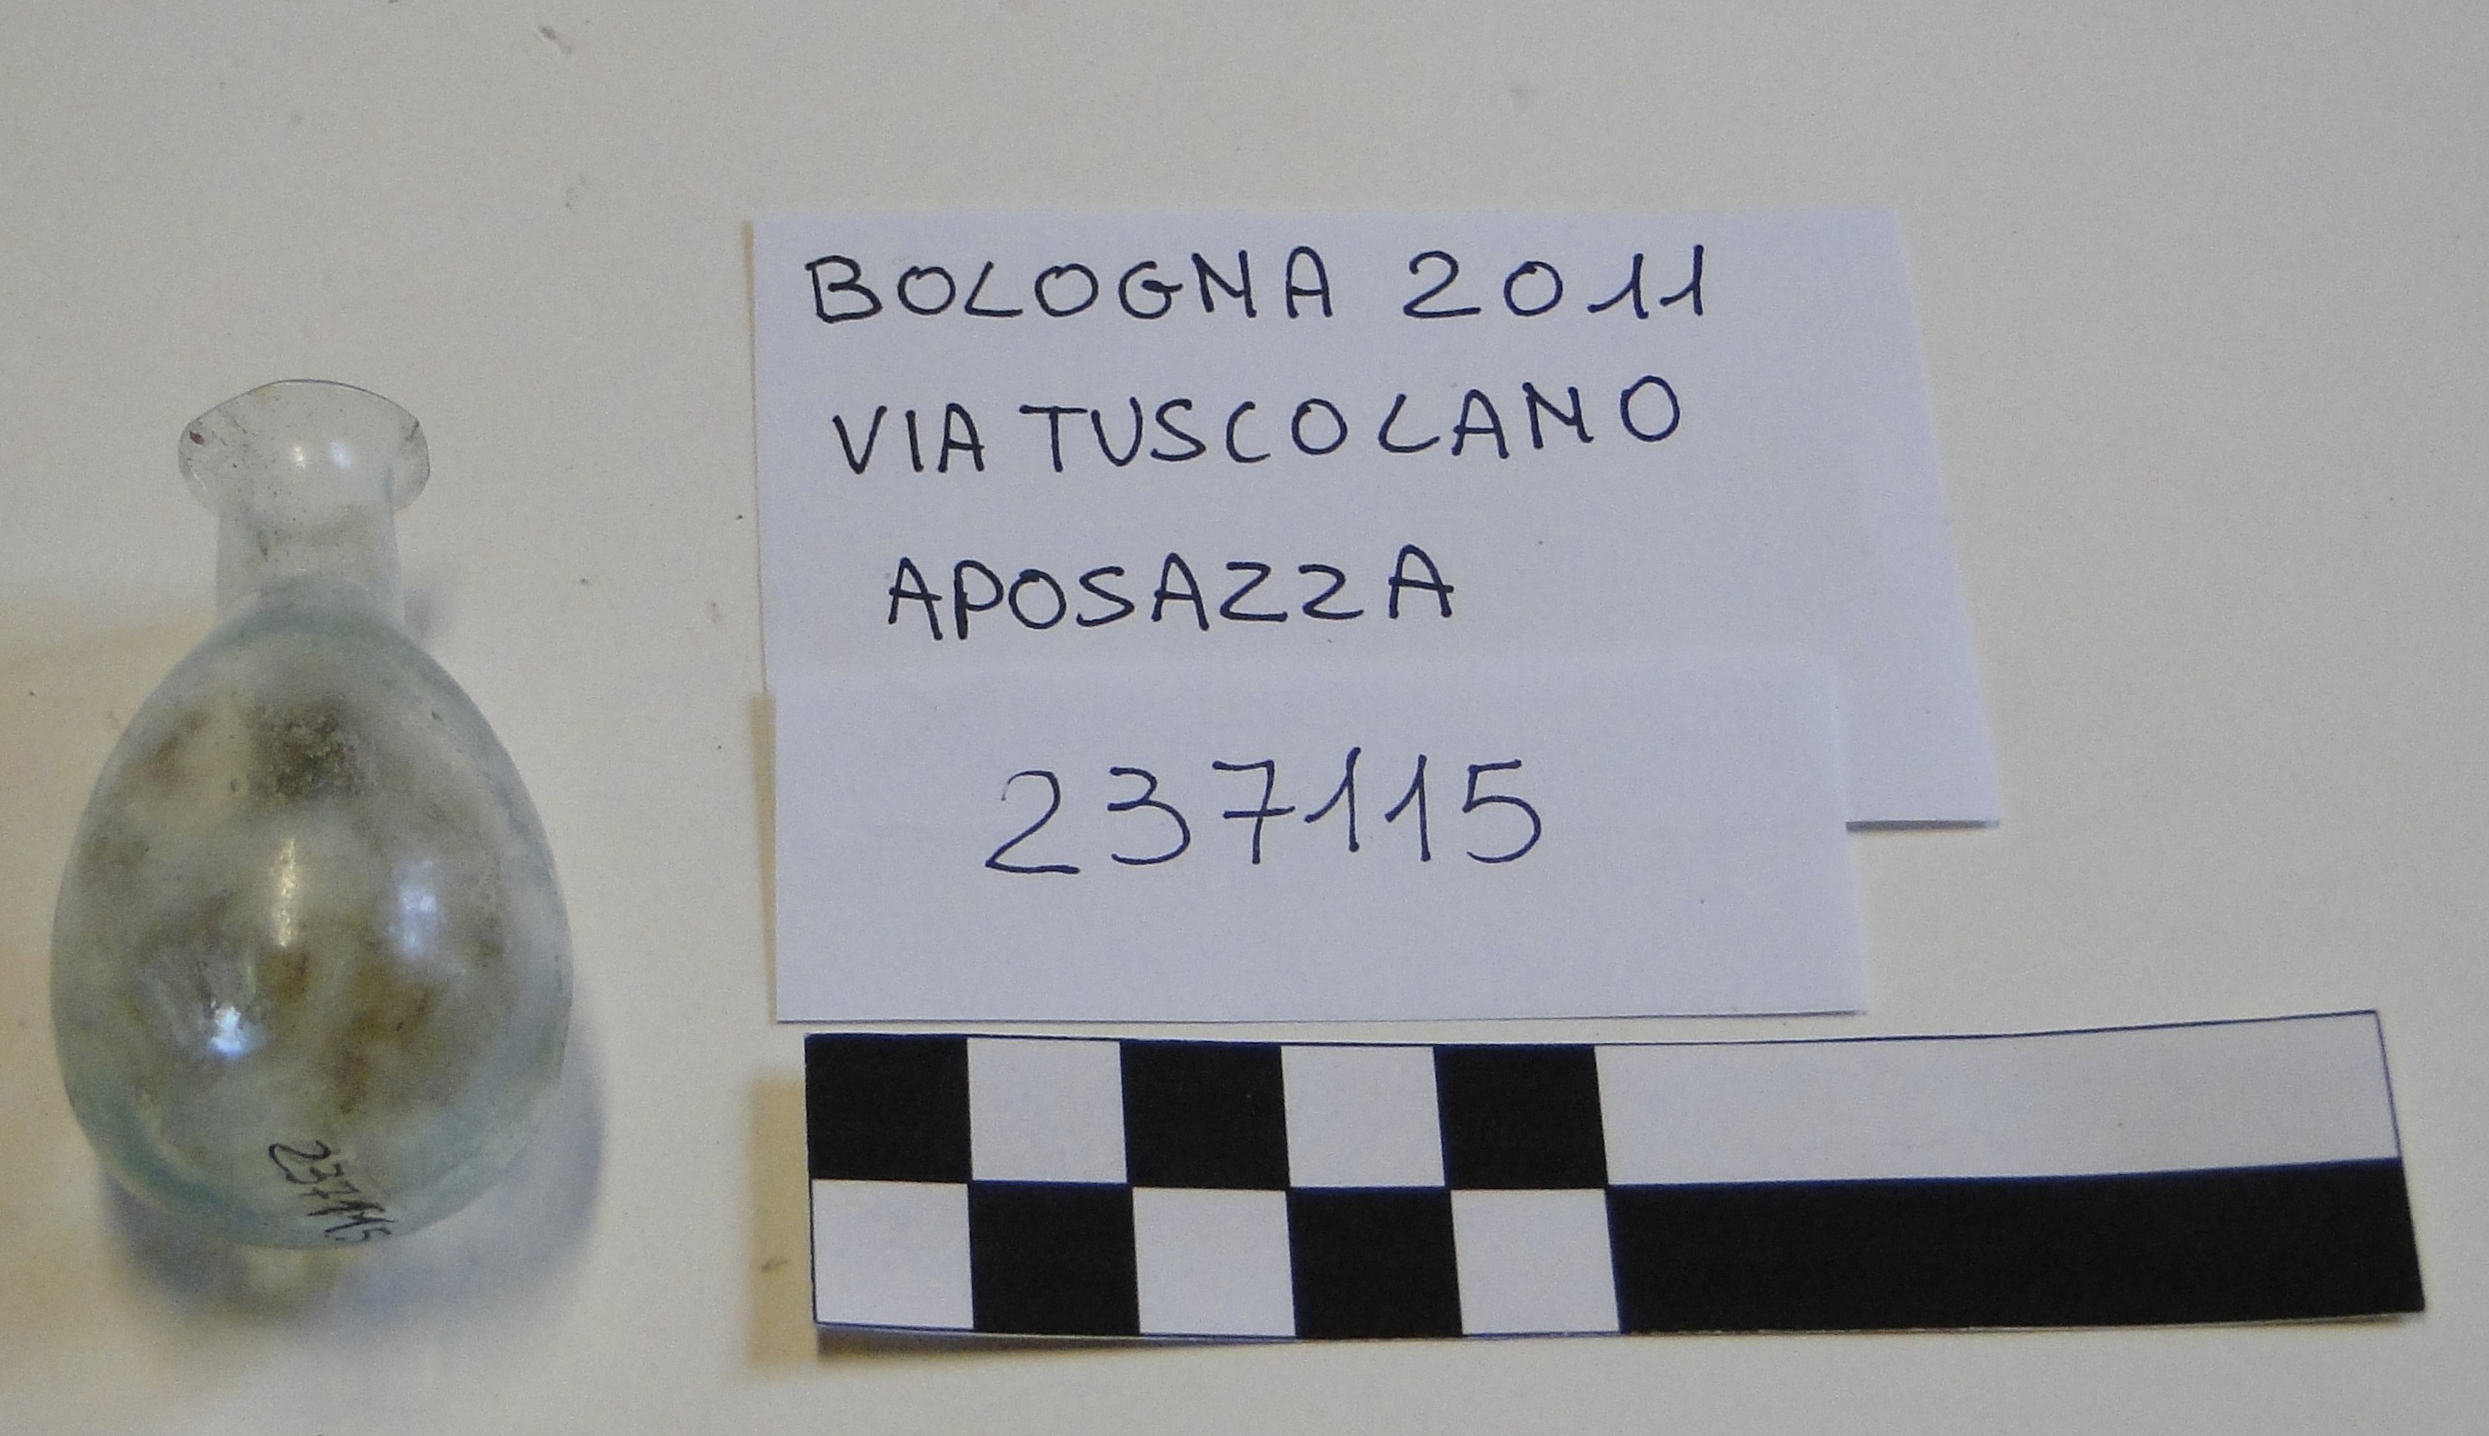 BOLOGNA 2011
VIA TUSCOLANO
APOSAZZA
237115
237115